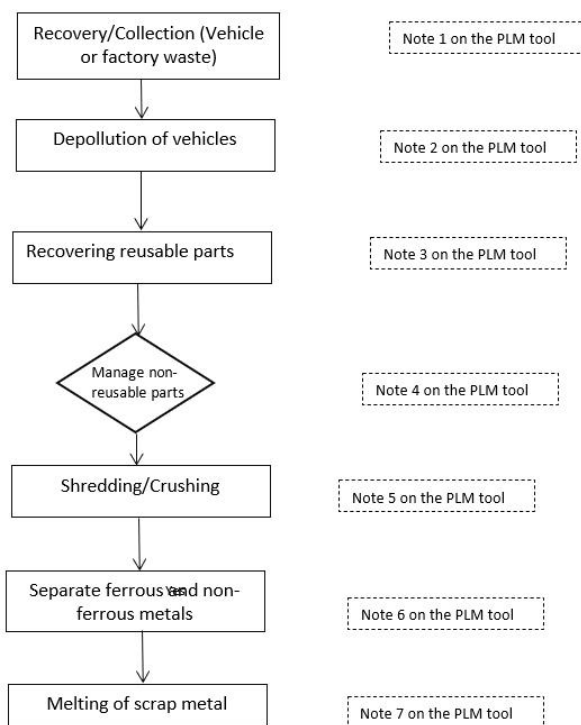 Recovery/Collection (Vehicle
or factory waste)
Note 1 on the PLM tool
Depollution of vehicles
Note 2 on the PLM tool
Recovering reusable parts
Note 3 on the PLM tool
Manage non-
reusable parts
Note 4 on the PLM tool
Shredding/Crushing
Note 5 on the PLM tool
Separate ferrous and non-
ferrous metals
Yes
Note 6 on the PLM tool
Melting of scrap metal
Note 7 on the PLM tool